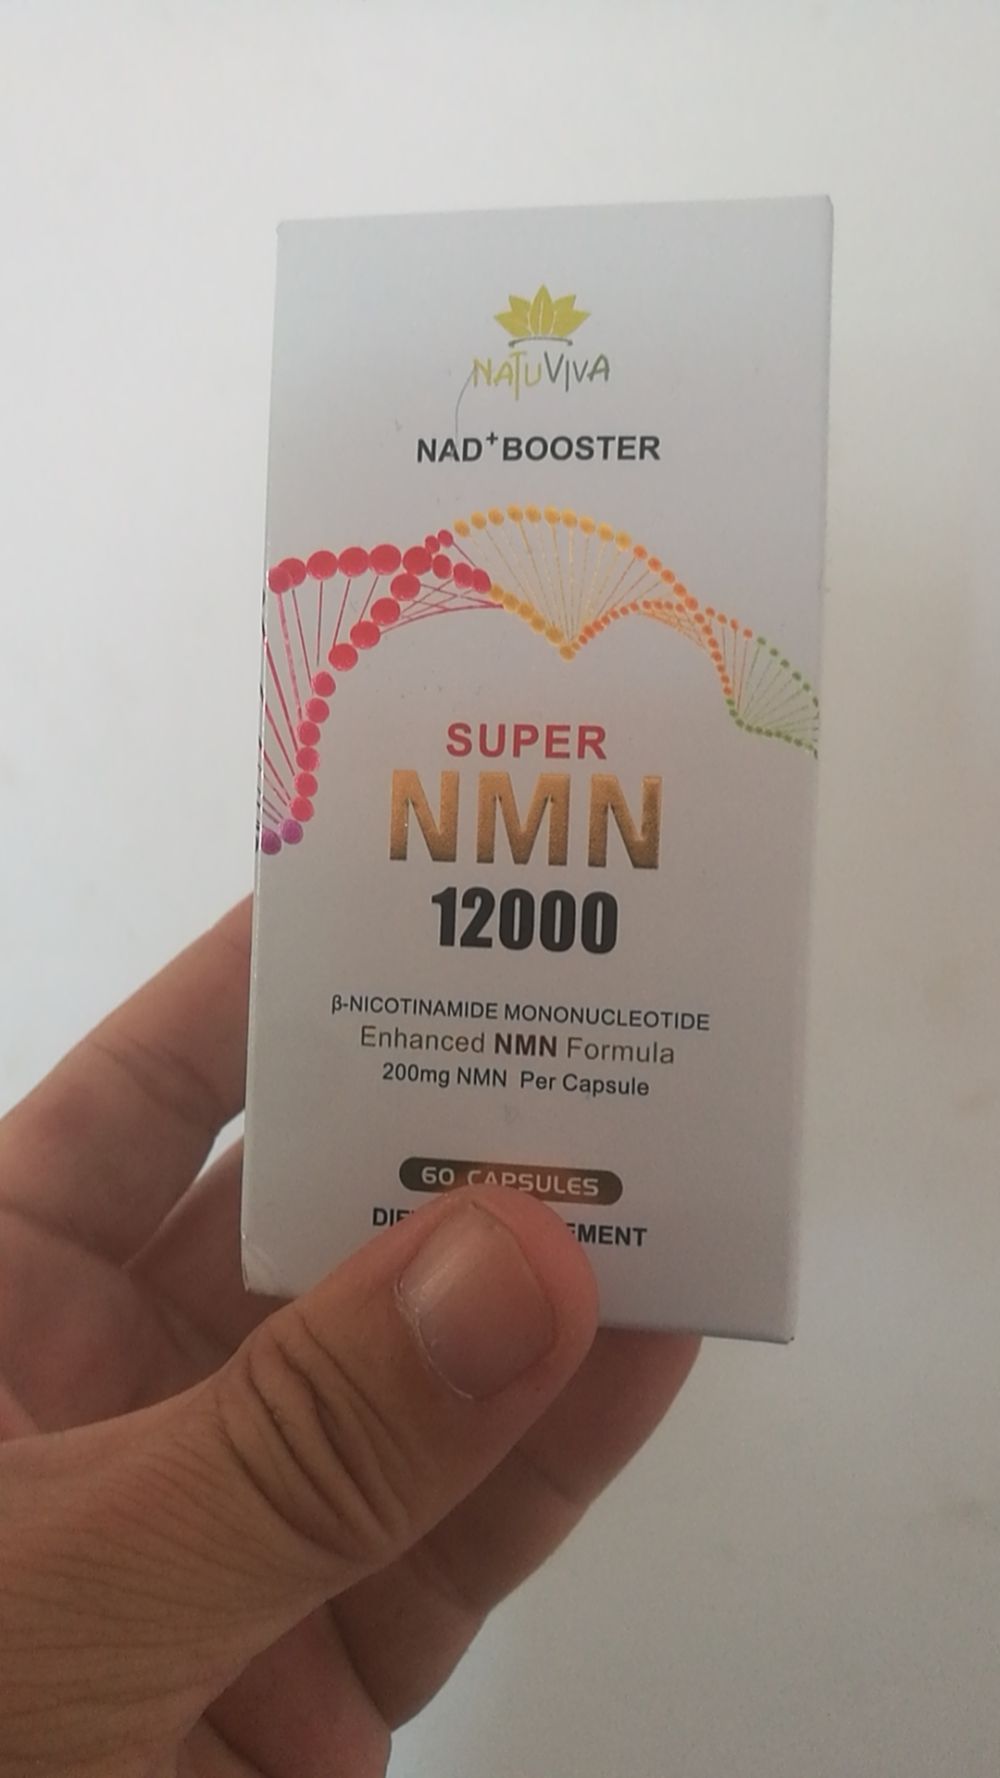 NATUVIVA
NAD+BOOSTER
SUPER
NMN
12000
β-NICOTINAMIDE MONONUCLEOTIDE
Enhanced NMN Formula
200mg NMN Per Capsule
60 CAPSULES